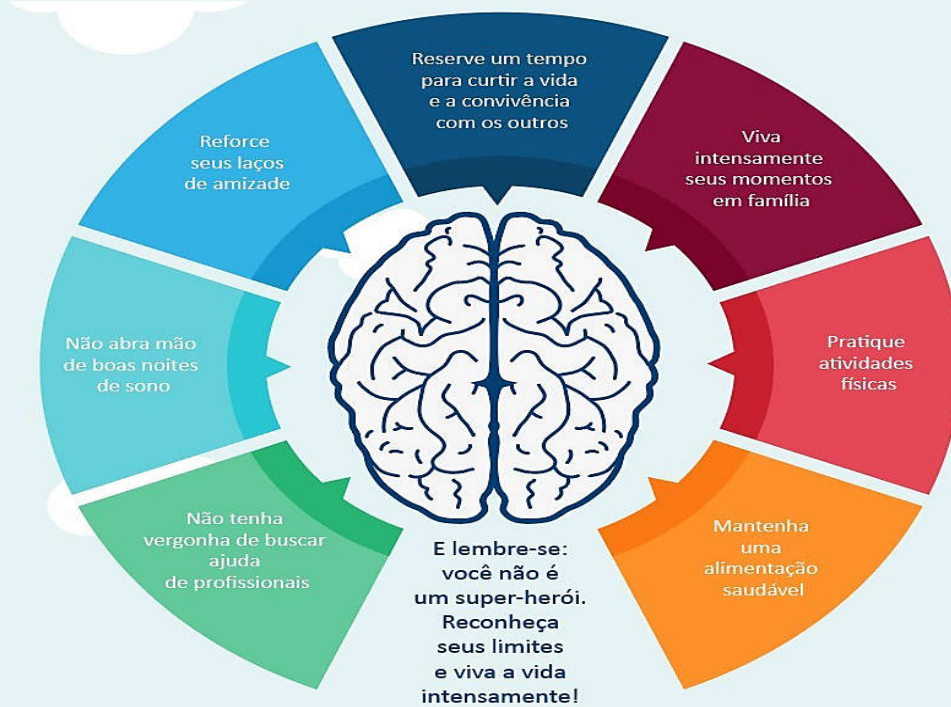 Reserve um tempo
para curtir a vida
e a convivência
com os outros
Viva
intensamente
seus momentos
em família
Pratique
atividades
físicas
Mantenha
uma
alimentação
saudável
E lembre-se:
você não é
um super-herói.
Reconheça
seus limites
e viva a vida
intensamente!
Não tenha
vergonha de buscar
ajuda
de profissionais
Não abra mão
de boas noites
de sono
Reforce
seus laços
de amizade